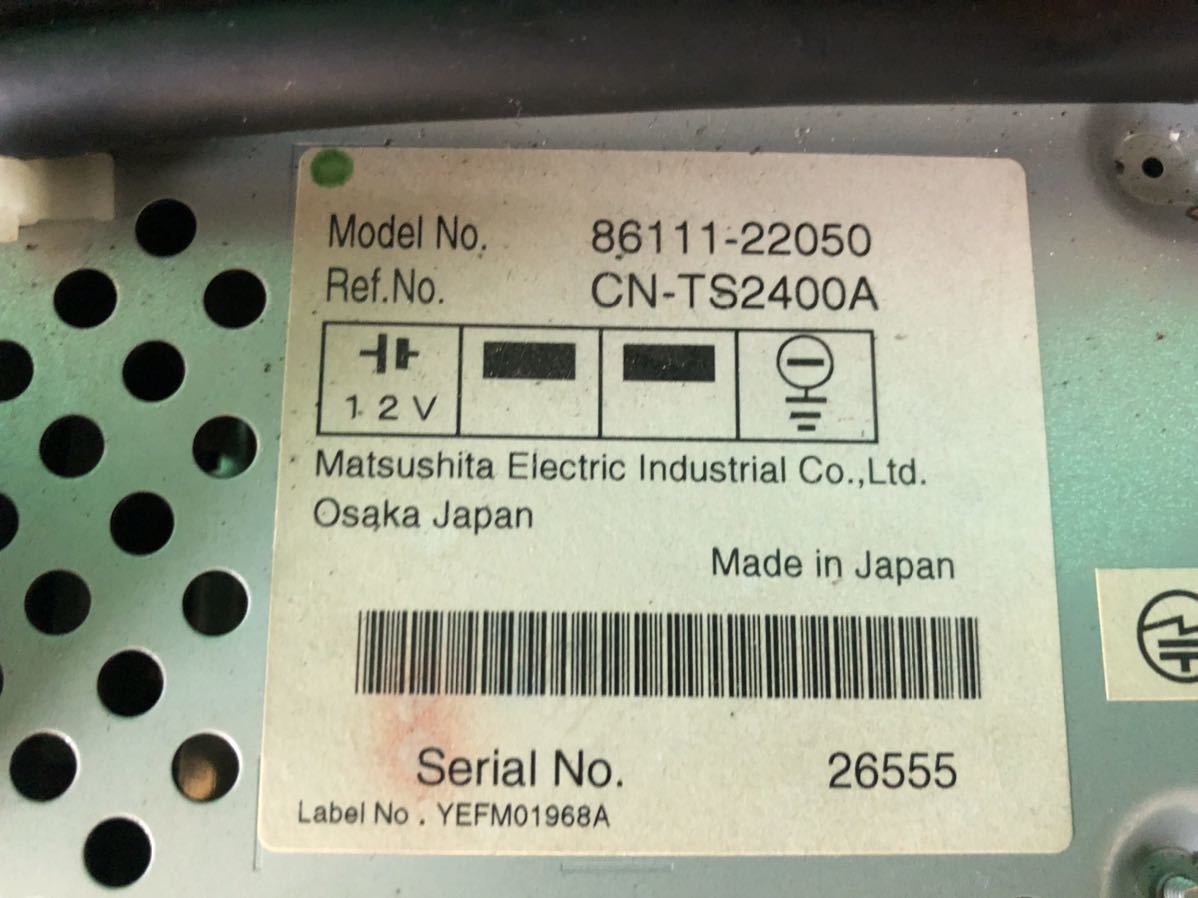 Model No. 86111-22050
Ref.No. CN-TS2400A
12V
Matsushita Electric Industrial Co.,Ltd.
Osaka Japan
Made in Japan
Serial No. 26555
Label No. YEFM01968A